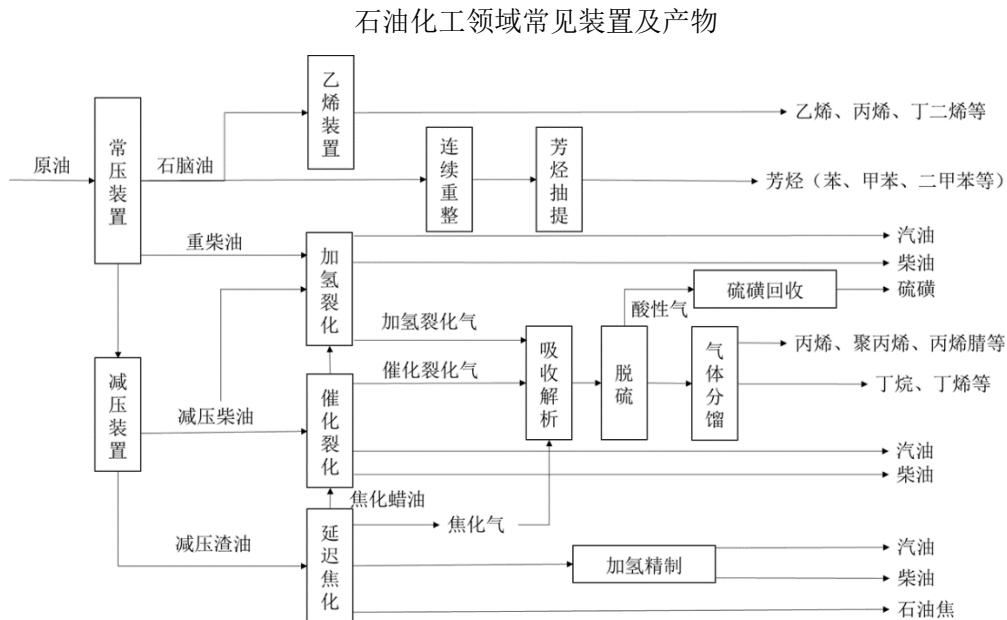 石油化工领域常见装置及产物
乙烯装置
乙烯、丙烯、丁二烯等
原油
常压装置
石脑油
连续重整
芳烃抽提
芳烃（苯、甲苯、二甲苯等）
重柴油
加氢裂化
汽油
柴油
硫磺回收
硫磺
酸性气
加氢裂化气
吸收解析
脱硫
气体分馏
丙烯、聚丙烯、丙烯腈等
催化裂化气
丁烷、丁烯等
减压装置
减压柴油
催化裂化
汽油
柴油
焦化蜡油
焦化气
减压渣油
延迟焦化
加氢精制
汽油
柴油
石油焦